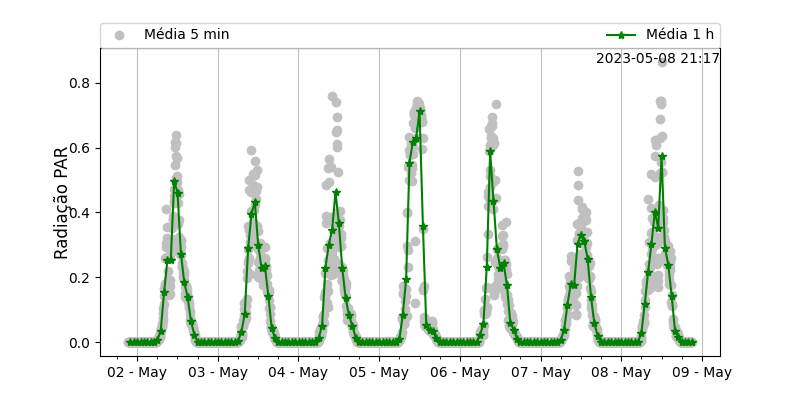 Média 5 min
Média 1 h
2023-05-08 21:17
Radiação PAR
0.8
0.6
0.4
0.2
0.0
02 - May
03 - May
04 - May
05 - May
06 - May
07 - May
08 - May
09 - May